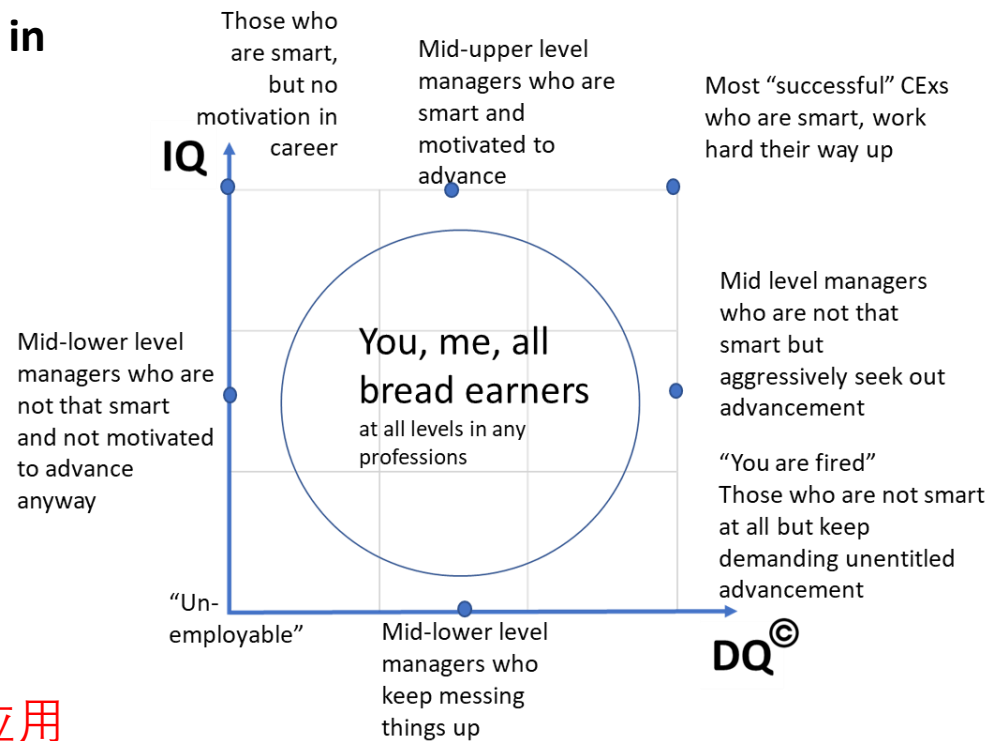 in
Those who
are smart,
but no
motivation in
career
Mid-upper level
managers who are
smart and
motivated to
advance
Most “successful” CExs
who are smart, work
hard their way up
IQ
Mid level managers
who are not that
smart but
aggressively seek out
advancement
Mid-lower level
managers who are
not that smart
and not motivated
to advance
anyway
You, me, all
bread earners
at all levels in any
professions
“You are fired”
Those who are not smart
at all but keep
demanding unentitled
advancement
“Un-
employable”
Mid-lower level
managers who
keep messing
things up
DQ©
应用